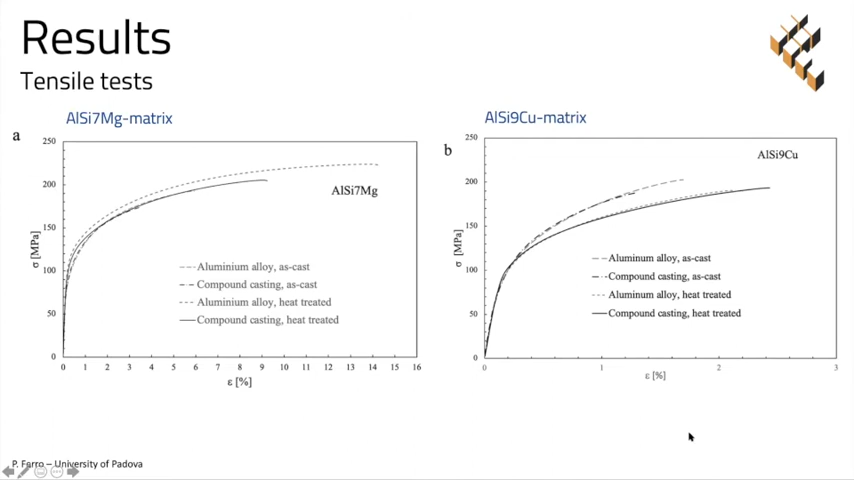 Results
Tensile tests
AlSi7Mg-matrix
a
250
200
150
100
50
0
σ [MPa]
AlSi7Mg
Aluminium alloy, as-cast
Compound casting, as-cast
Aluminium alloy, heat treated
Compound casting, heat treated
0 1 2 3 4 5 6 7 8 9 10 11 12 13 14 15 16
ε [%]
AlSi9Cu-matrix
b
250
200
150
100
50
0
σ [MPa]
AlSi9Cu
Aluminium alloy, as-cast
Compound casting, as-cast
Aluminium alloy, heat treated
Compound casting, heat treated
0 1 2 3
ε [%]
P. Ferro – University of Padova